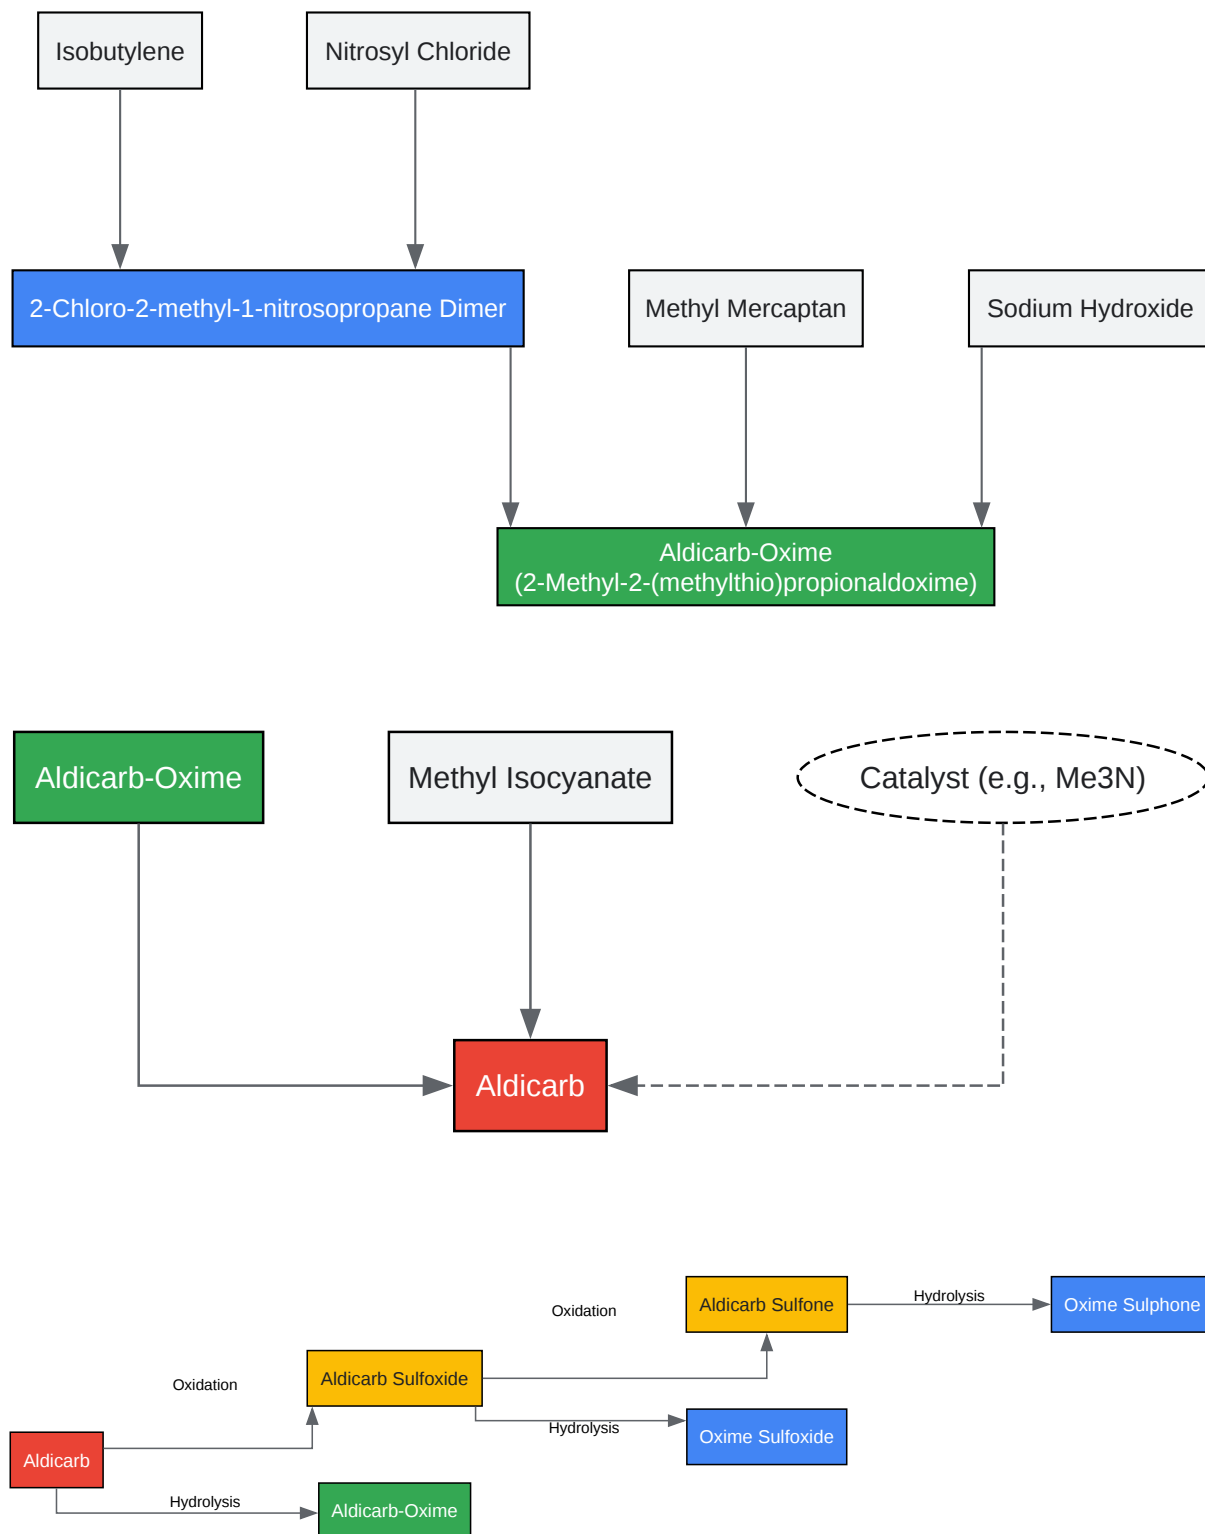 Isobutylene
Nitrosyl Chloride
2-Chloro-2-methyl-1-nitrosopropane Dimer
Methyl Mercaptan
Sodium Hydroxide
Aldicarb-Oxime
(2-Methyl-2-(methylthio)propionaldoxime)
Aldicarb-Oxime
Methyl Isocyanate
Catalyst (e.g., Me3N)
Aldicarb
Oxidation
Aldicarb Sulfone
Hydrolysis
Oxime Sulphone
Oxidation
Aldicarb Sulfoxide
Hydrolysis
Oxime Sulfoxide
Aldicarb
Hydrolysis
Aldicarb-Oxime